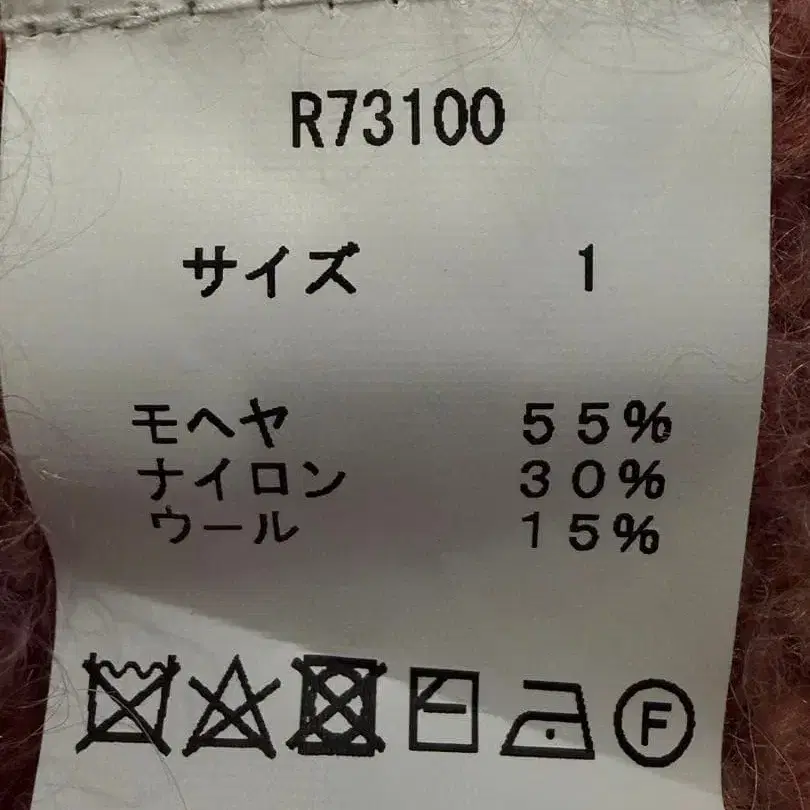 R73100
サイズ 1
モヘヤ 55%
ナイロン 30%
ウール 15%
F